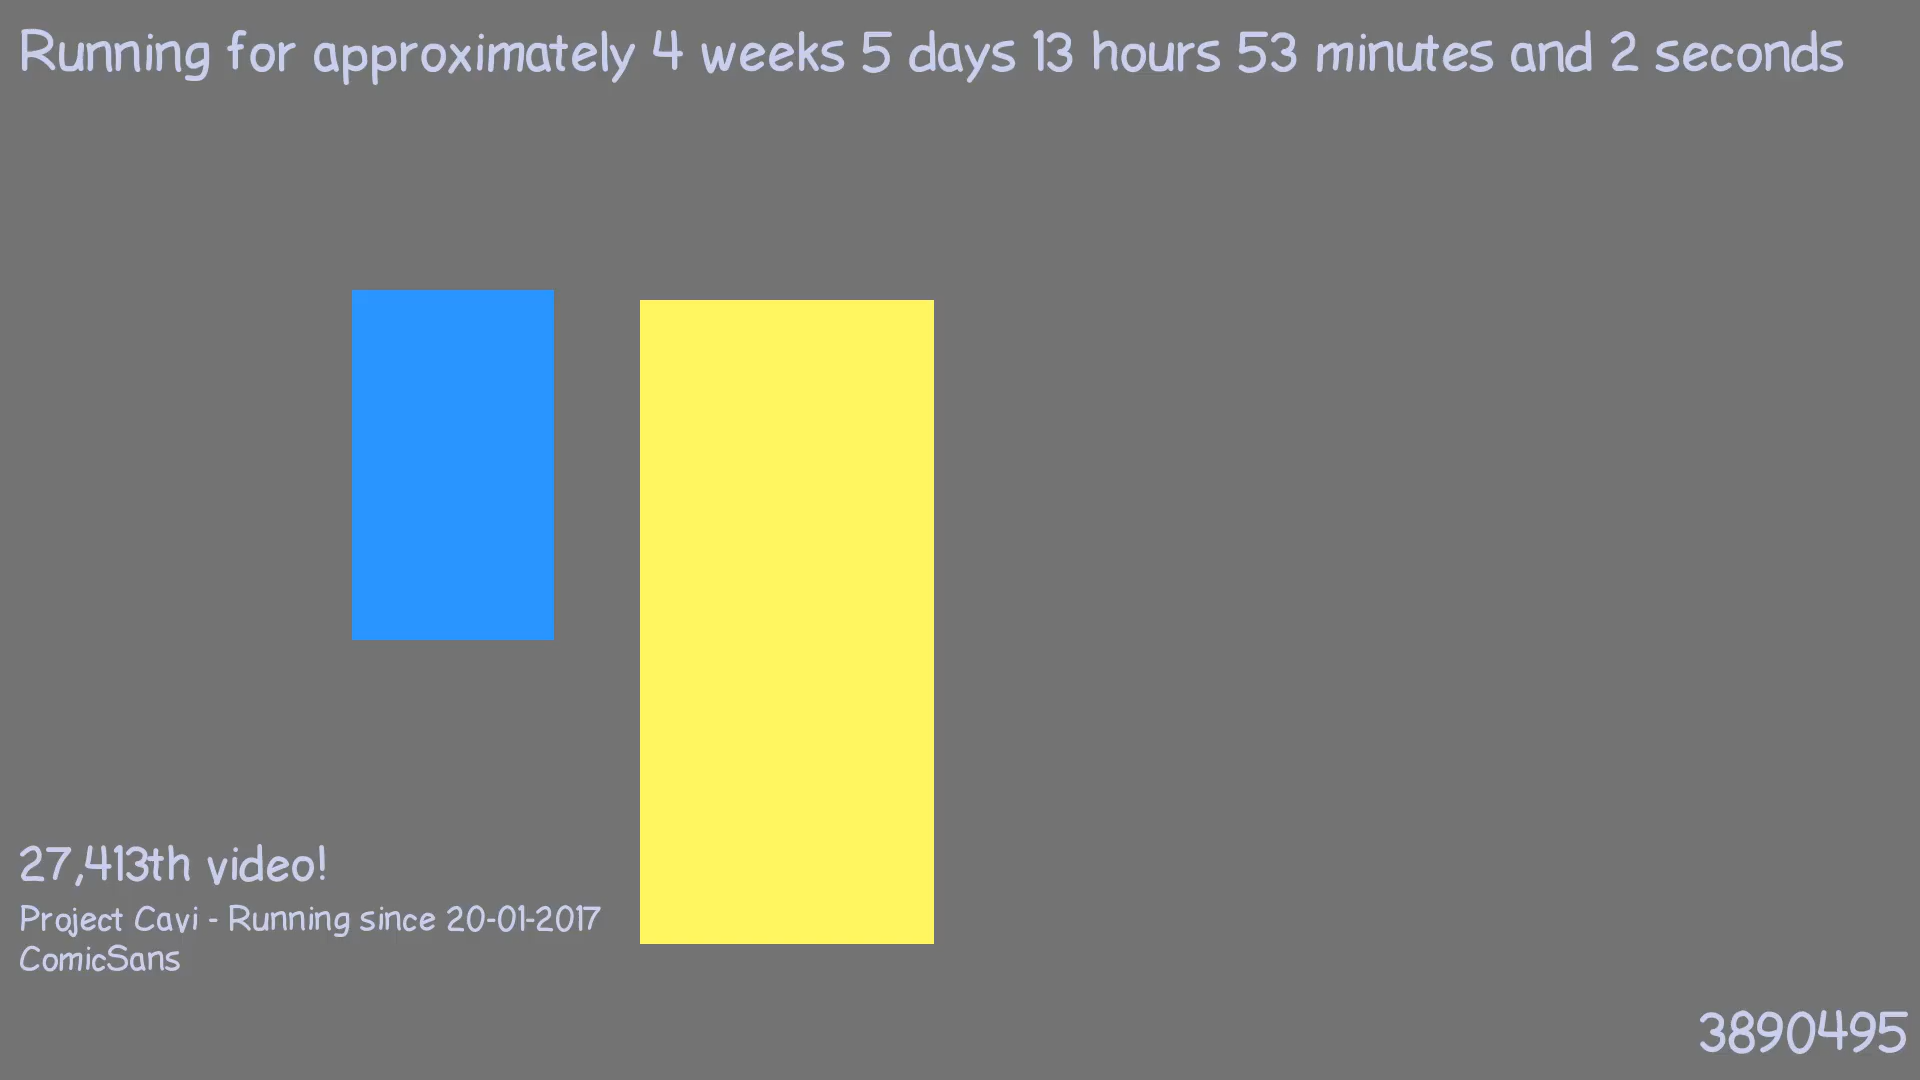 Running for approximately 4 weeks 5 days 13 hours 53 minutes and 2 seconds
27,413th video!
Project Cavi - Running since 20-01-2017
ComicSans
3890495